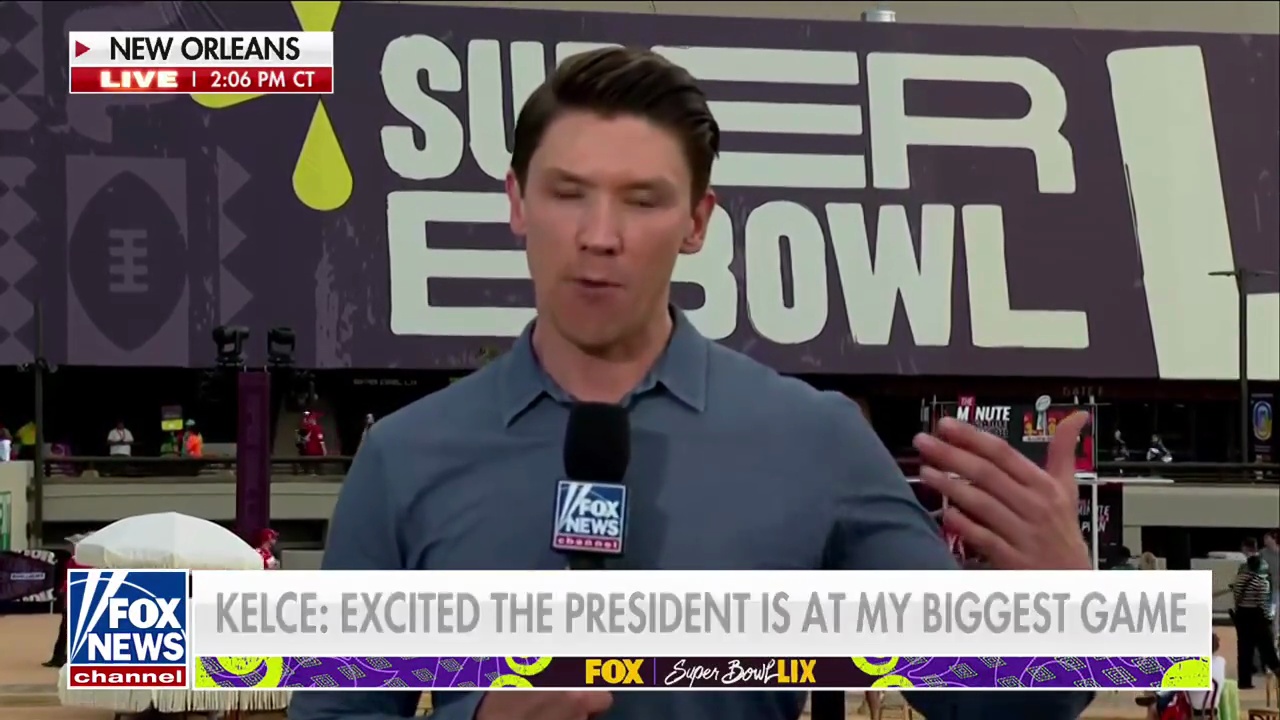 NEW ORLEANS
LIVE | 2:06 PM CT
SUPER
BOWL
THE
MINUTE
FOX
NEWS
channel
KELCE: EXCITED THE PRESIDENT IS AT MY BIGGEST GAME
FOX
NEWS
channel
FOX | Super Bowl LIX